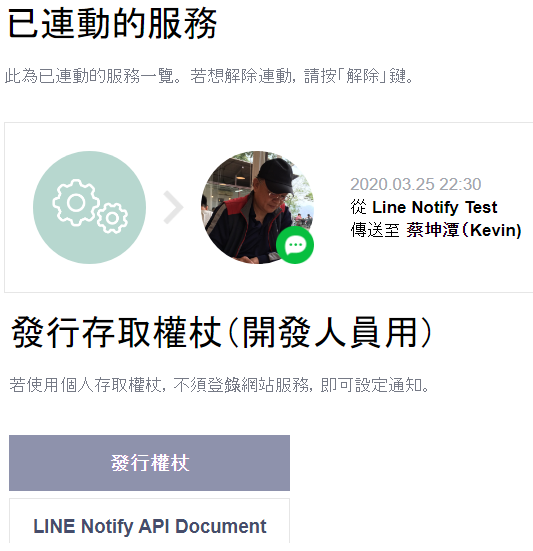 已連動的服務
此為已連動的服務一覽。若想解除連動,請按「解除」鍵。
2020.03.25 22:30
從 Line Notify Test
傳送至 蔡坤潭(Kevin)
發行存取權杖(開發人員用)
若使用個人存取權杖,不須登錄網站服務,即可設定通知。
發行權杖
LINE Notify API Document